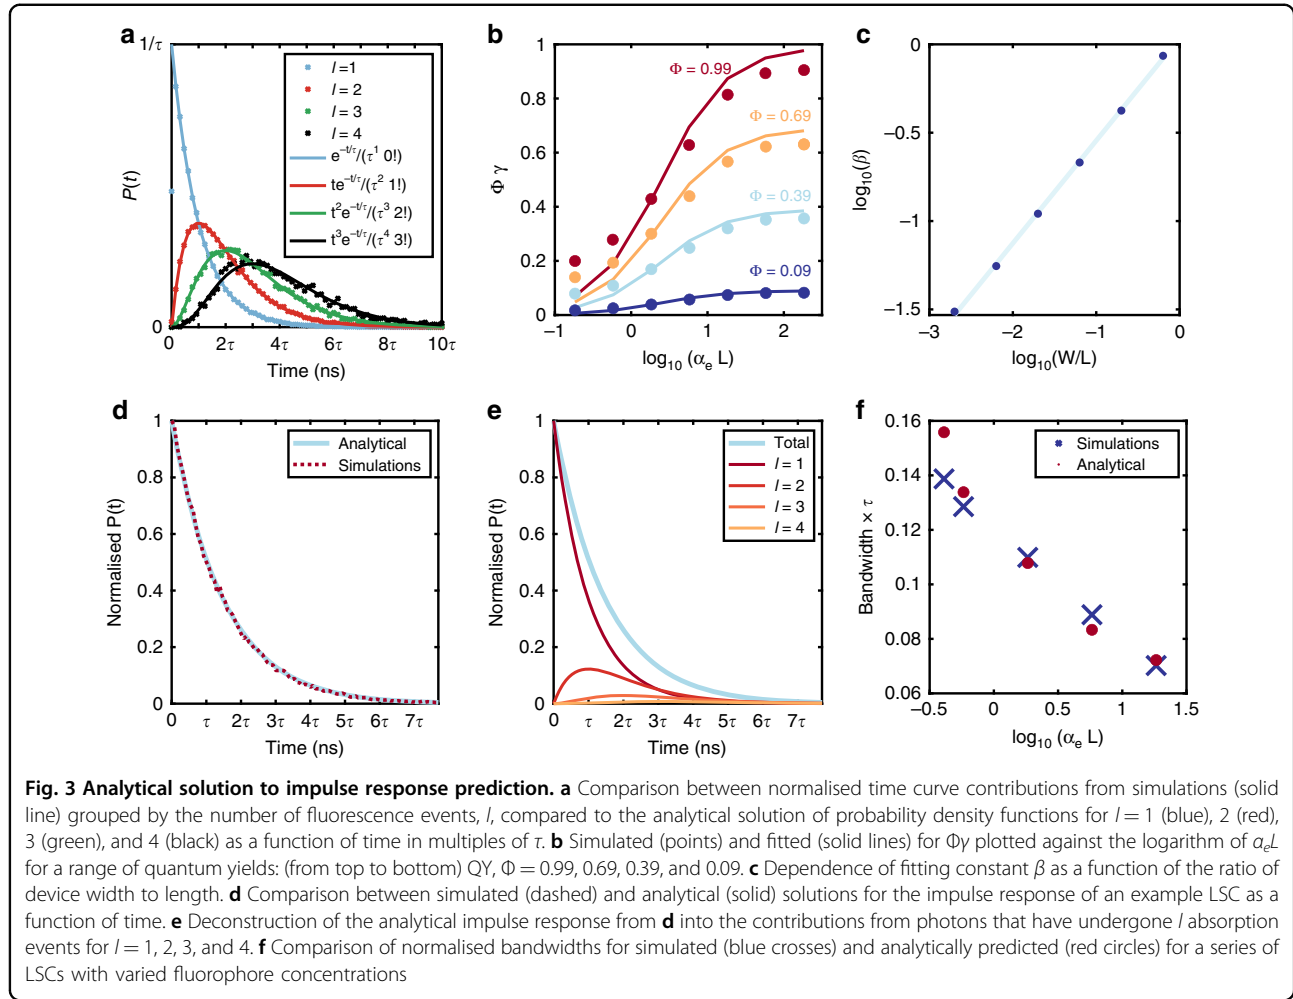 a
1/τ
0
P(t)
l =1
l = 2
l = 3
l = 4
e⁻ᵗ/τ/(τ¹ 0!)
te⁻ᵗ/τ/(τ² 1!)
t²e⁻ᵗ/τ/(τ³ 2!)
t³e⁻ᵗ/τ/(τ⁴ 3!)
0 2τ 4τ 6τ 8τ 10τ
Time (ns)
b
1
0.8
0.6
0.4
0.2
0
Φ γ
Φ = 0.99
Φ = 0.69
Φ = 0.39
Φ = 0.09
−1 0 1 2
log₁₀ (αₑ L)
c
0
−0.5
−1
−1.5
log₁₀(β)
−3 −2 −1 0
log₁₀(W/L)
d
1
0.8
0.6
0.4
0.2
0
Normalised P(t)
Analytical
Simulations
0 τ 2τ 3τ 4τ 5τ 6τ 7τ
Time (ns)
e
1
0.8
0.6
0.4
0.2
0
Normalised P(t)
Total
l = 1
l = 2
l = 3
l = 4
0 τ 2τ 3τ 4τ 5τ 6τ 7τ
Time (ns)
f
0.16
0.14
0.12
0.1
0.08
0.06
Bandwidth × τ
Simulations
Analytical
−0.5 0 0.5 1 1.5
log₁₀ (αₑ L)
Fig. 3 Analytical solution to impulse response prediction. a Comparison between normalised time curve contributions from simulations (solid
line) grouped by the number of fluorescence events, l, compared to the analytical solution of probability density functions for l = 1 (blue), 2 (red),
3 (green), and 4 (black) as a function of time in multiples of τ. b Simulated (points) and fitted (solid lines) for Φγ plotted against the logarithm of αₑL
for a range of quantum yields: (from top to bottom) QY, Φ = 0.99, 0.69, 0.39, and 0.09. c Dependence of fitting constant β as a function of the ratio of
device width to length. d Comparison between simulated (dashed) and analytical (solid) solutions for the impulse response of an example LSC as a
function of time. e Deconstruction of the analytical impulse response from d into the contributions from photons that have undergone l absorption
events for l = 1, 2, 3, and 4. f Comparison of normalised bandwidths for simulated (blue crosses) and analytically predicted (red circles) for a series of
LSCs with varied fluorophore concentrations